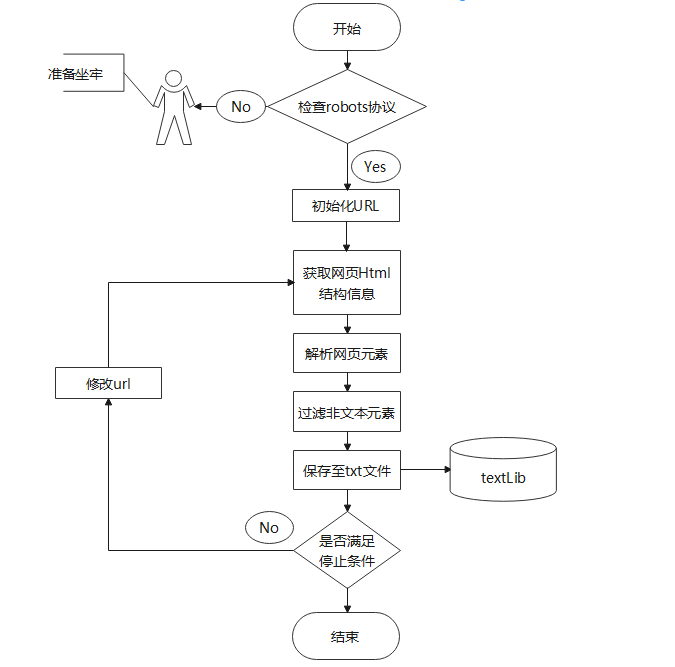 开始
准备坐牢
No
检查robots协议
Yes
初始化URL
获取网页Html
结构信息
解析网页元素
修改url
过滤非文本元素
保存至txt文件
textLib
No
是否满足
停止条件
结束